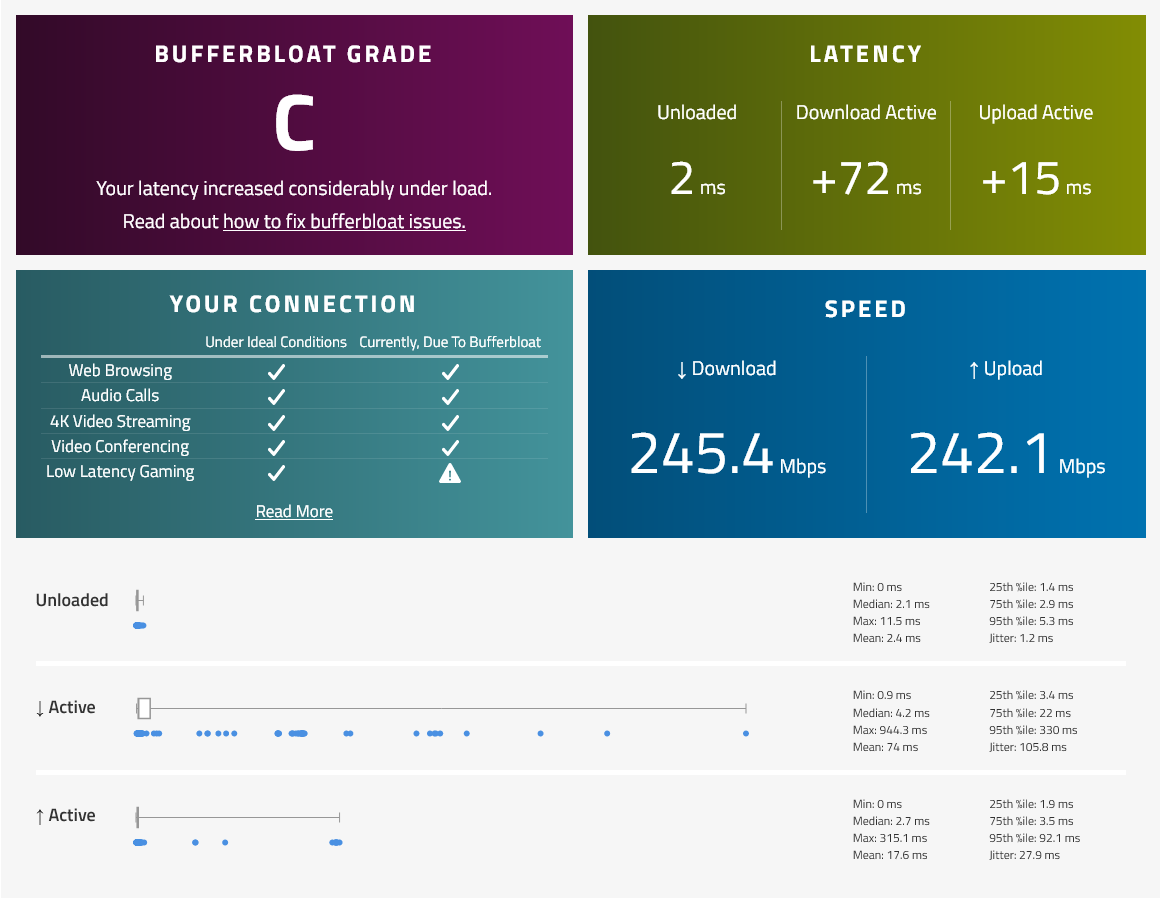 BUFFERBLOAT GRADE
C
Your latency increased considerably under load.
Read about how to fix bufferbloat issues.
LATENCY
Unloaded Download Active Upload Active
2 ms +72 ms +15 ms
YOUR CONNECTION
Under Ideal Conditions Currently, Due To Bufferbloat
Web Browsing
Audio Calls
4K Video Streaming
Video Conferencing
Low Latency Gaming
Read More
SPEED
↓ Download ↑ Upload
245.4 Mbps 242.1 Mbps
Unloaded
Min: 0 ms 25th %ile: 1.4 ms
Median: 2.1 ms 75th %ile: 2.9 ms
Max: 11.5 ms 95th %ile: 5.3 ms
Mean: 2.4 ms Jitter: 1.2 ms
↓ Active
Min: 0.9 ms 25th %ile: 3.4 ms
Median: 4.2 ms 75th %ile: 22 ms
Max: 944.3 ms 95th %ile: 330 ms
Mean: 74 ms Jitter: 105.8 ms
↑ Active
Min: 0 ms 25th %ile: 1.9 ms
Median: 2.7 ms 75th %ile: 3.5 ms
Max: 315.1 ms 95th %ile: 92.1 ms
Mean: 17.6 ms Jitter: 27.9 ms